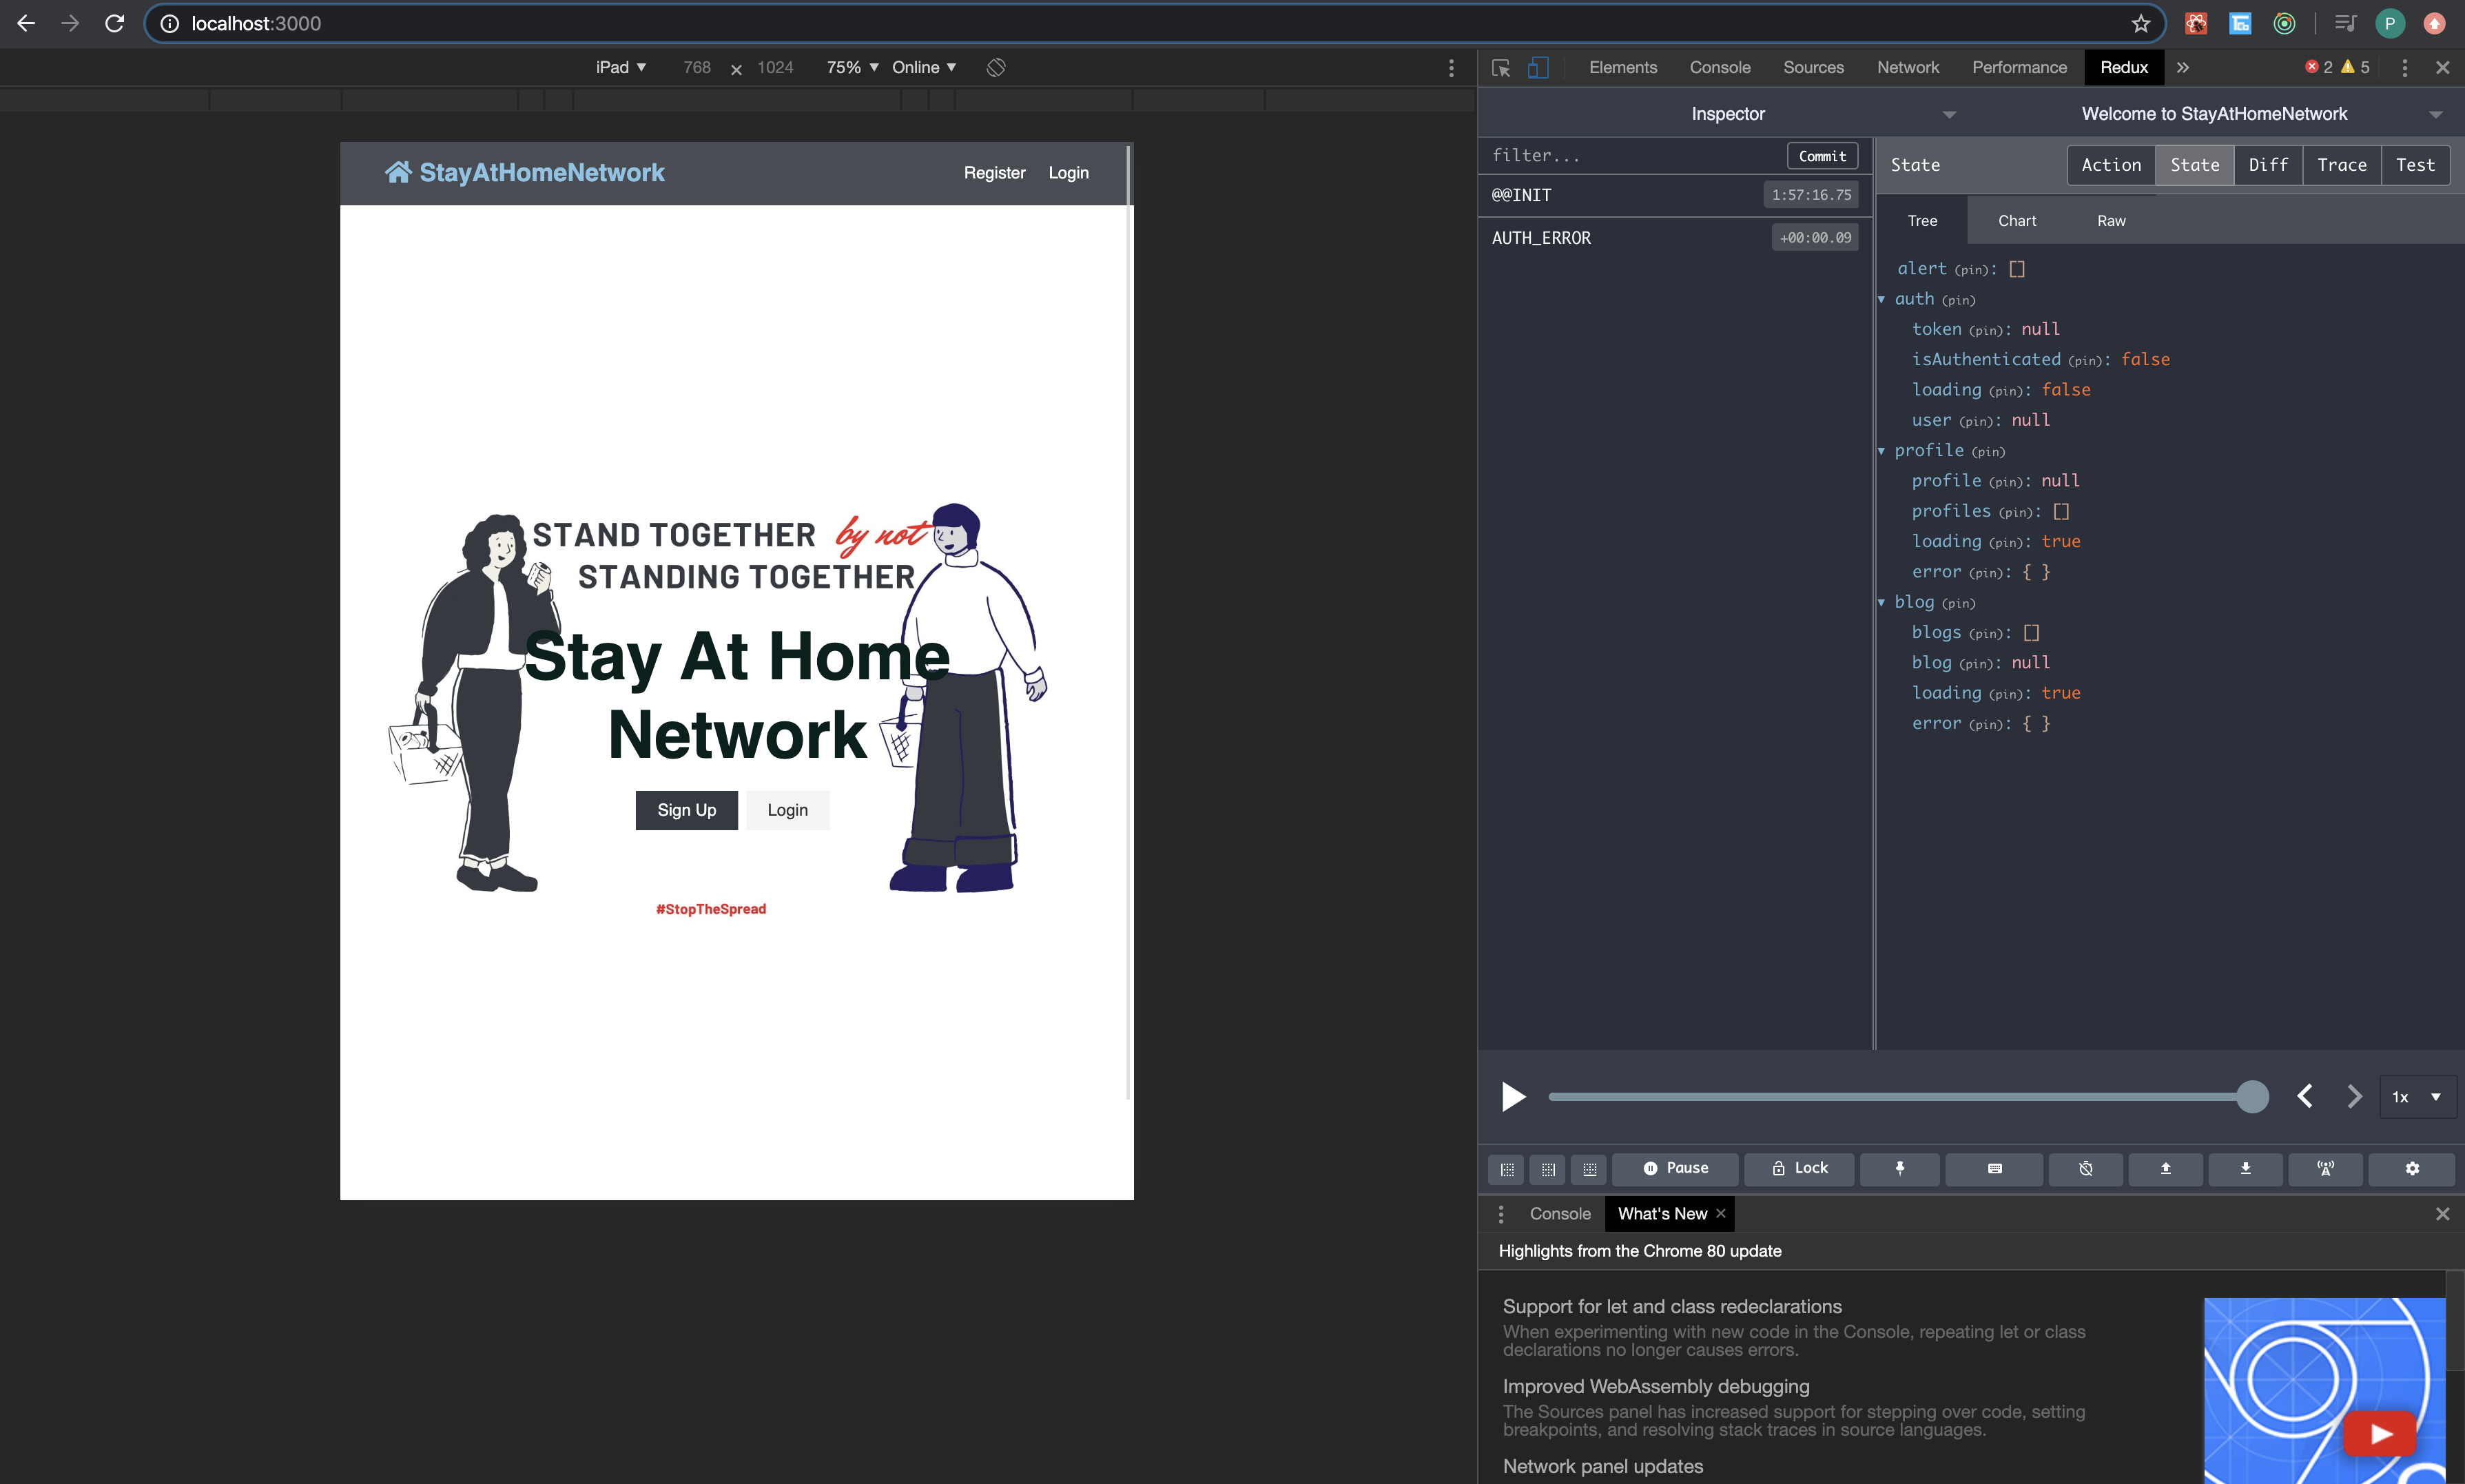 localhost:3000
P
iPad ▼ 768 × 1024 75% ▼ Online ▼
Elements Console Sources Network Performance Redux » 2 5
Inspector
Welcome to StayAtHomeNetwork
StayAtHomeNetwork Register Login
STAND TOGETHER by not
STANDING TOGETHER
Stay At Home
Network
Sign Up Login
#StopTheSpread
filter... Commit
@@INIT 1:57:16.75
AUTH_ERROR +00:00.09
State Action State Diff Trace Test
Tree Chart Raw
alert (pin): []
auth (pin)
token (pin): null
isAuthenticated (pin): false
loading (pin): false
user (pin): null
profile (pin)
profile (pin): null
profiles (pin): []
loading (pin): true
error (pin): { }
blog (pin)
blogs (pin): []
blog (pin): null
loading (pin): true
error (pin): { }
1x
Pause Lock
Console What's New ×
Highlights from the Chrome 80 update
Support for let and class redeclarations
When experimenting with new code in the Console, repeating let or class
declarations no longer causes errors.
Improved WebAssembly debugging
The Sources panel has increased support for stepping over code, setting
breakpoints, and resolving stack traces in source languages.
Network panel updates